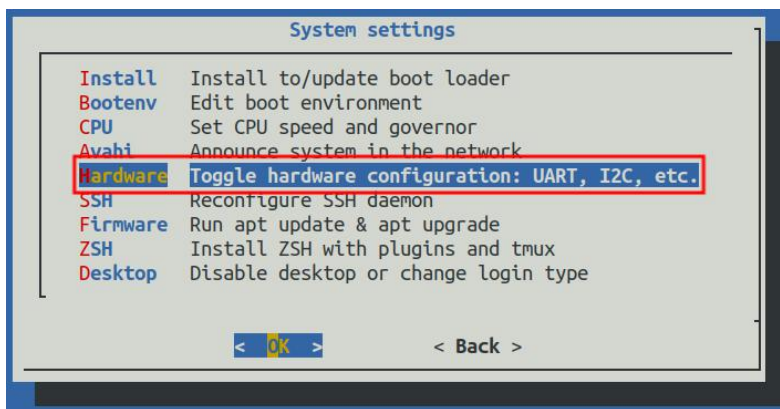 System settings
Install Install to/update boot loader
Bootenv Edit boot environment
CPU Set CPU speed and governor
Avahi Announce system in the network
Hardware Toggle hardware configuration: UART, I2C, etc.
SSH Reconfigure SSH daemon
Firmware Run apt update & apt upgrade
ZSH Install ZSH with plugins and tmux
Desktop Disable desktop or change login type
< OK > < Back >